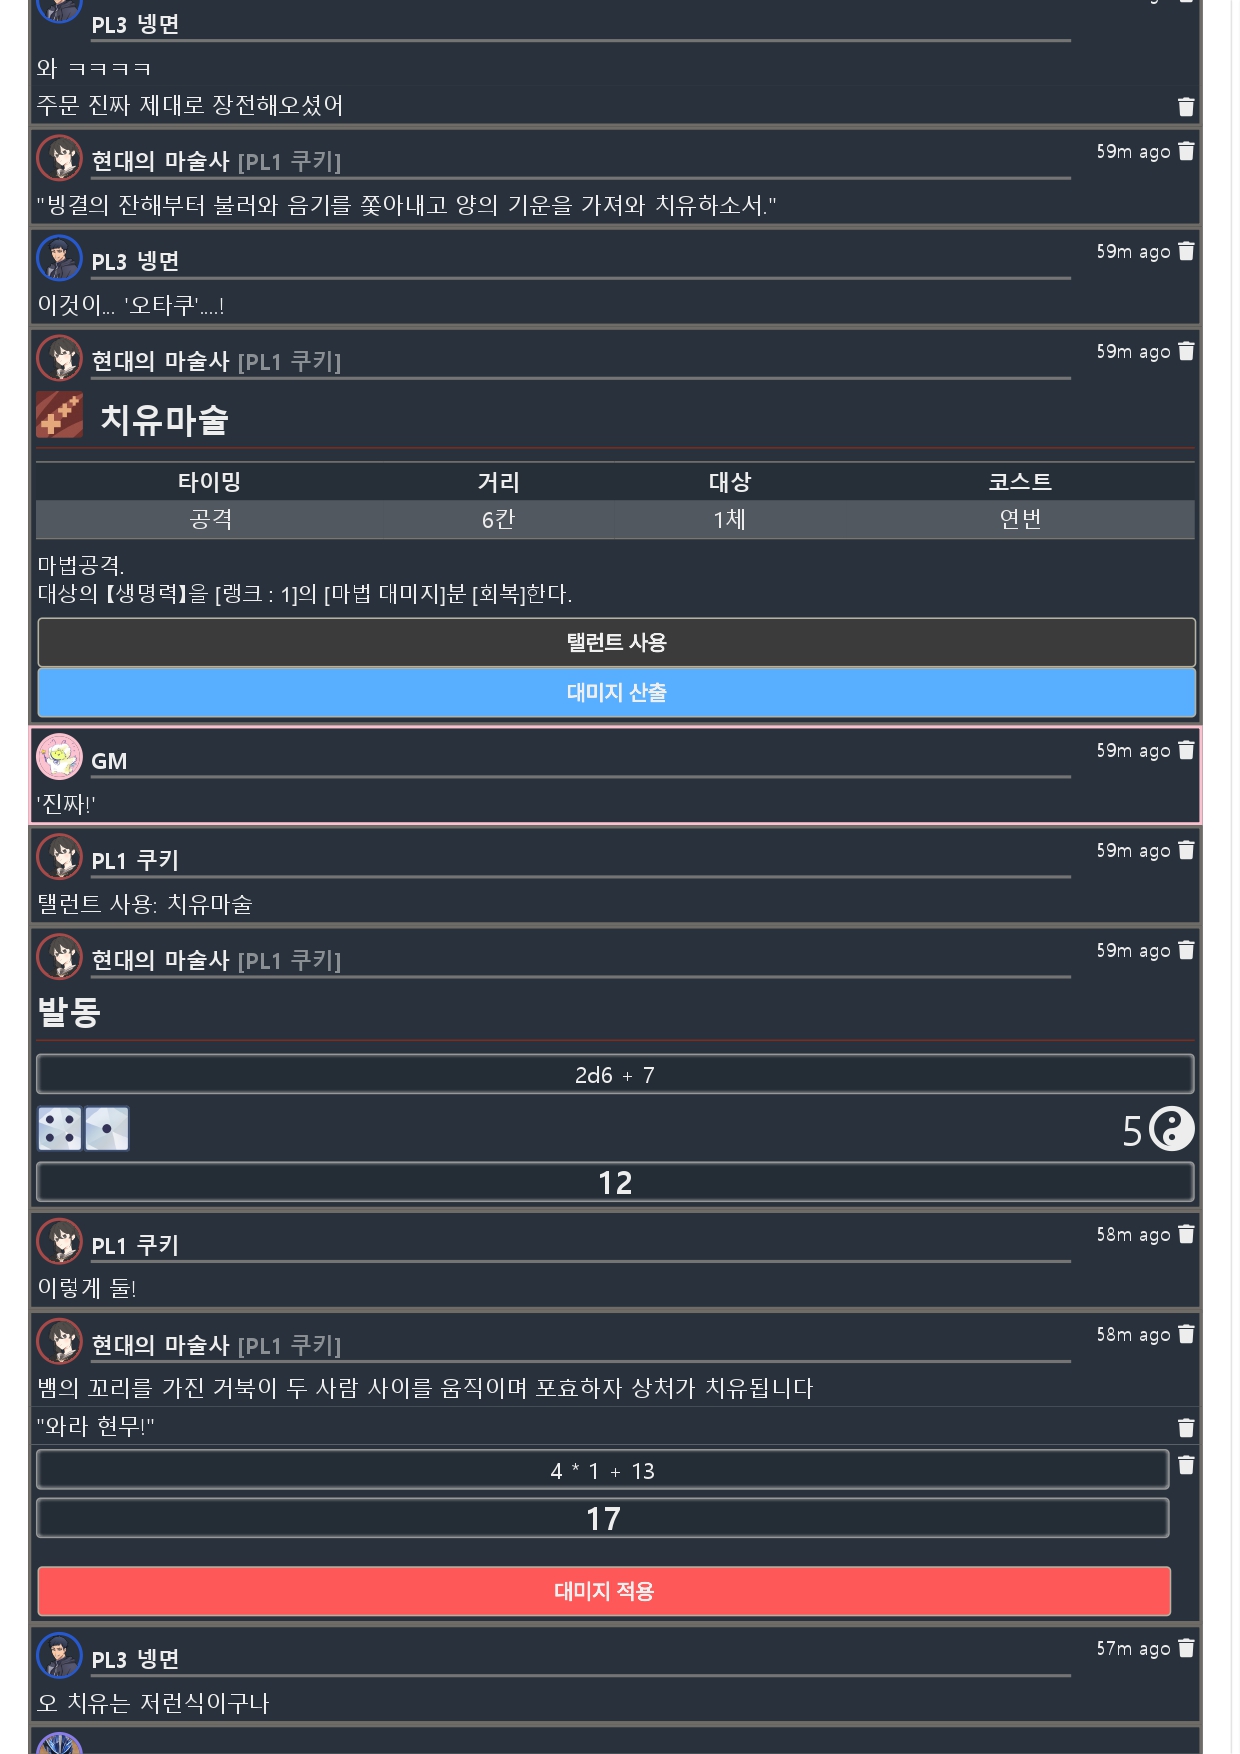 PL3 넹면
와 ㅋㅋㅋㅋ
주문 진짜 제대로 장전해오셨어
현대의 마술사 [PL1 쿠키]
59m ago
"빙결의 잔해부터 불러와 음기를 쫓아내고 양의 기운을 가져와 치유하소서."
PL3 넹면
59m ago
이것이... '오타쿠'....!
현대의 마술사 [PL1 쿠키]
59m ago
치유마술
타이밍 거리 대상 코스트
공격 6칸 1체 연번
마법공격.
대상의 【생명력】을 [랭크 : 1]의 [마법 대미지]분 [회복]한다.
탤런트 사용
대미지 산출
GM
59m ago
'진짜!'
PL1 쿠키
59m ago
탤런트 사용: 치유마술
현대의 마술사 [PL1 쿠키]
59m ago
발동
2d6 + 7
5
12
PL1 쿠키
58m ago
이렇게 둘!
현대의 마술사 [PL1 쿠키]
58m ago
뱀의 꼬리를 가진 거북이 두 사람 사이를 움직이며 포효하자 상처가 치유됩니다
"와라 현무!"
4 * 1 + 13
17
대미지 적용
PL3 넹면
57m ago
오 치유는 저런식이구나